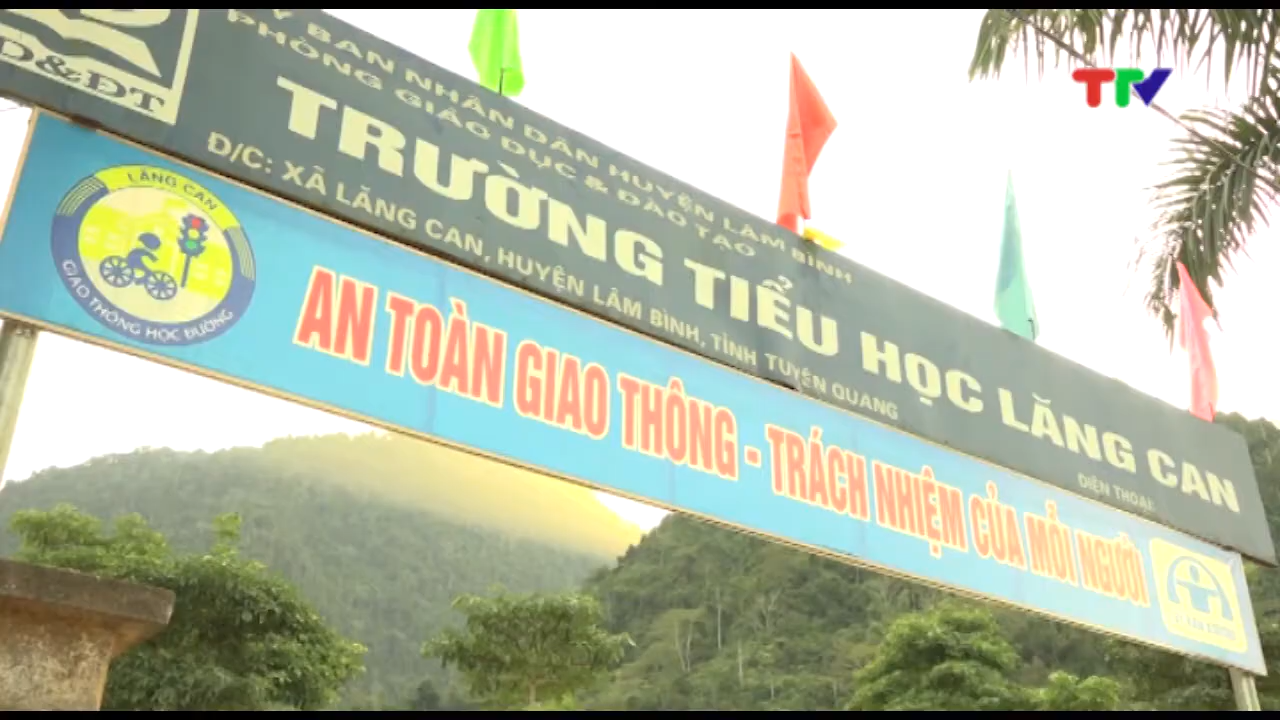 TTV
D&ĐT
Y BAN NHÂN DÂN HUYỆN LÂM BÌNH
PHÒNG GIÁO DỤC & ĐÀO TẠO
TRƯỜNG TIỂU HỌC LĂNG CAN
Đ/C: XÃ LĂNG CAN, HUYỆN LÂM BÌNH, TỈNH TUYÊN QUANG
ĐIỆN THOẠI
LĂNG CAN
GIAO THÔNG HỌC ĐƯỜNG
AN TOÀN GIAO THÔNG - TRÁCH NHIỆM CỦA MỖI NGƯỜI